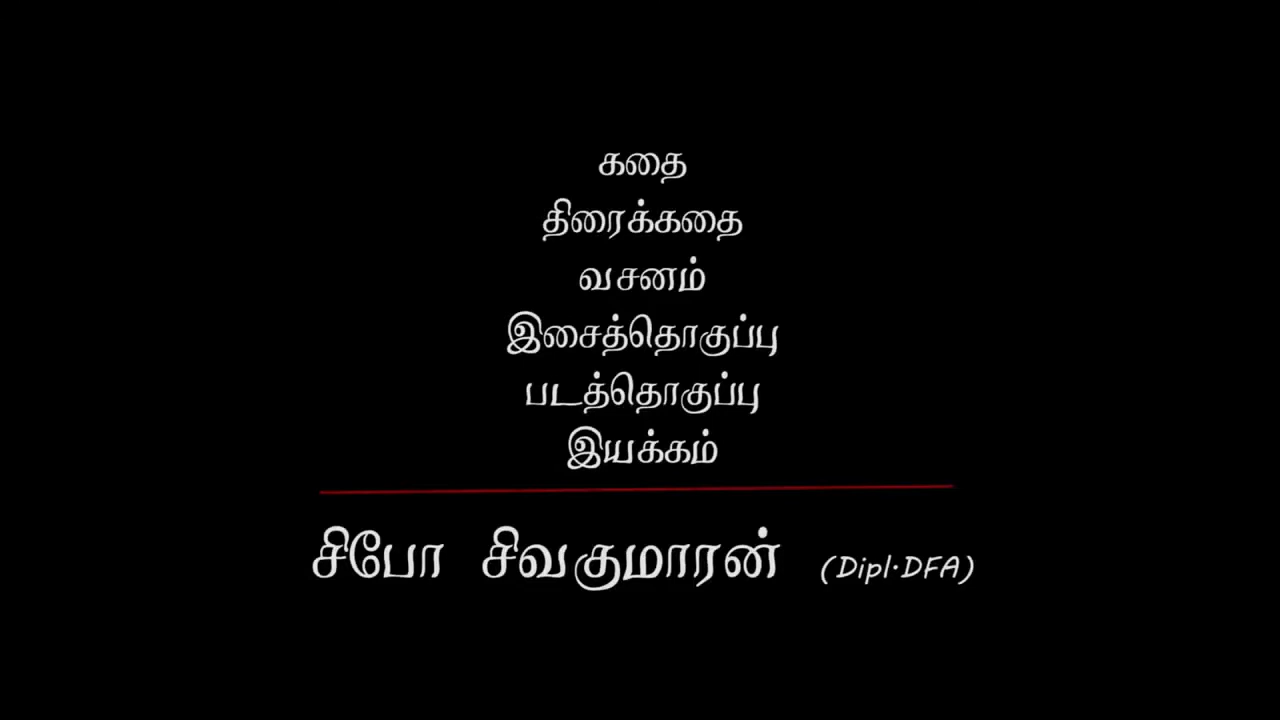 கதை
திரைக்கதை
வசனம்
இசைத்தொகுப்பு
படத்தொகுப்பு
இயக்கம்
சிபோ சிவகுமாரன் (Dipl.DFA)